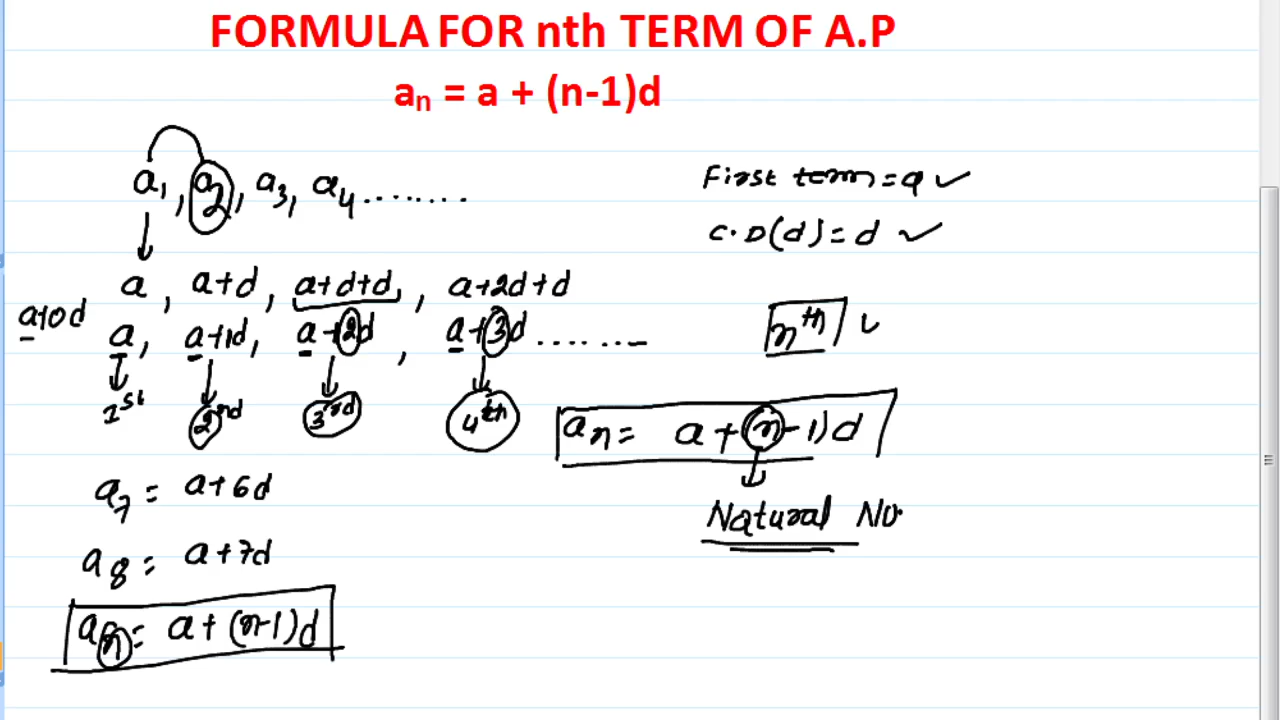 FORMULA FOR nth TERM OF A.P
aₙ = a + (n-1)d
a₁, a₂, a₃, a₄ ........
First term = a ✓
C.D(d) = d ✓
a, a+d, a+d+d, a+2d+d
a+0d
a, a+1d, a+2d, a+3d .......
nᵗʰ ✓
1ˢᵗ 2ⁿᵈ 3ʳᵈ 4ᵗʰ
aₙ = a+(n-1)d
a₇ = a+6d
Natural No.
a₈ = a+7d
aₙ = a+(n-1)d